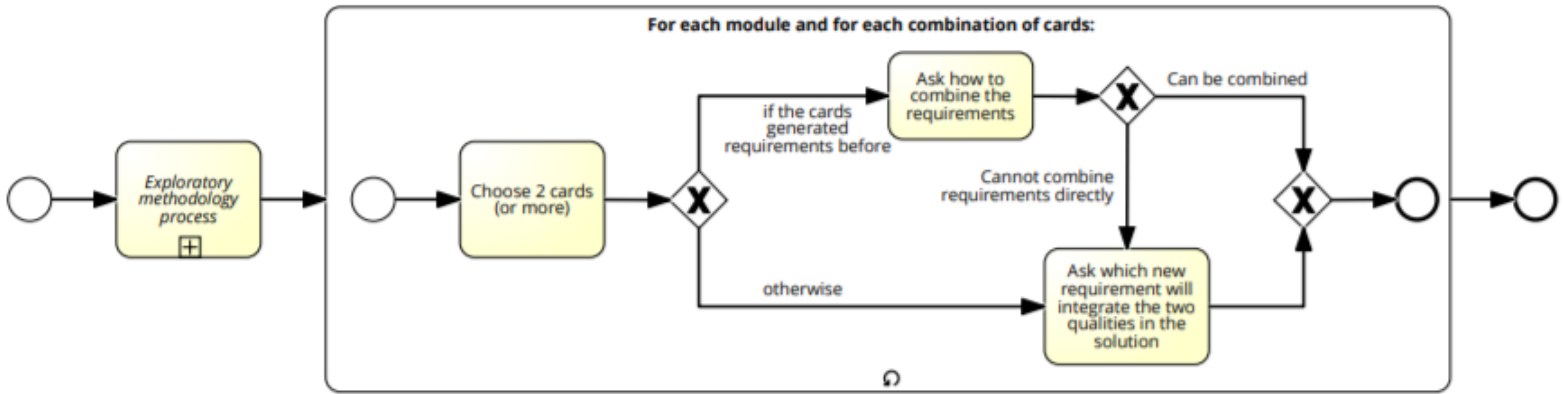 For each module and for each combination of cards:
Exploratory
methodology
process
Choose 2 cards
(or more)
if the cards
generated
requirements before
otherwise
Ask how to
combine the
requirements
Can be combined
Cannot combine
requirements directly
Ask which new
requirement will
integrate the two
qualities in the
solution